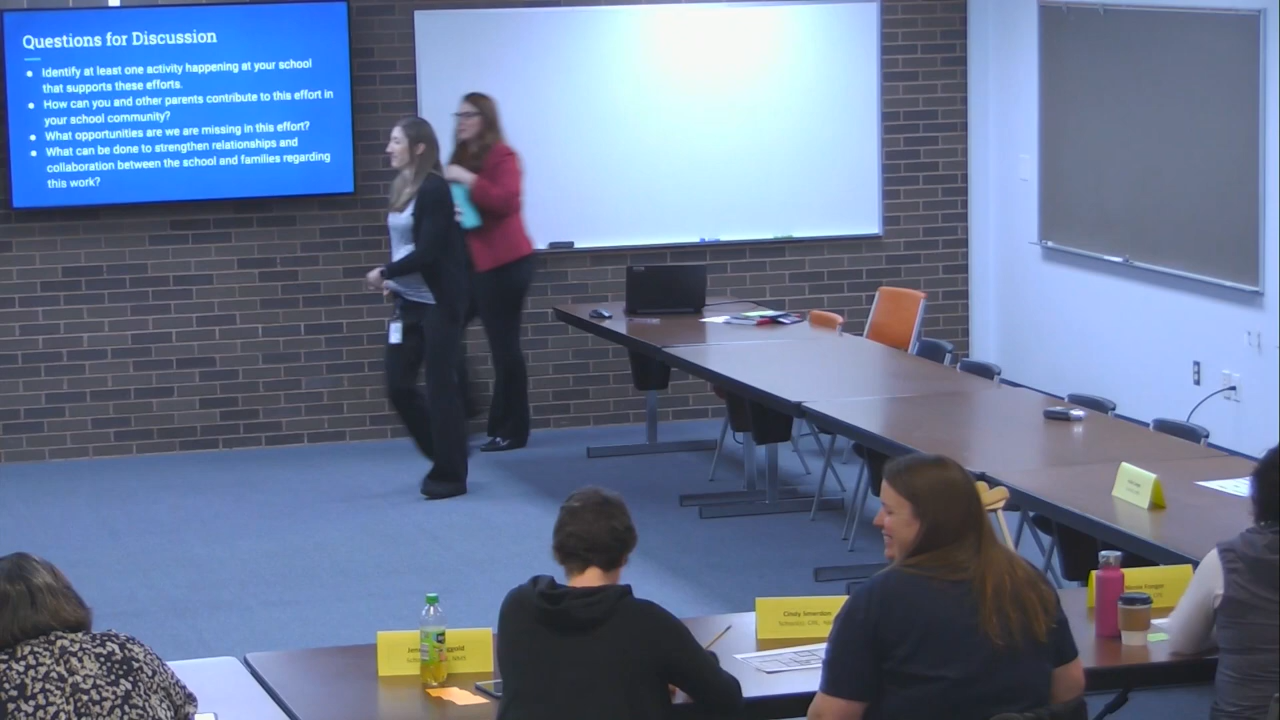 Questions for Discussion
● Identify at least one activity happening at your school
that supports these efforts.
● How can you and other parents contribute to this effort in
your school community?
● What opportunities are we are missing in this effort?
● What can be done to strengthen relationships and
collaboration between the school and families regarding
this work?
Cindy